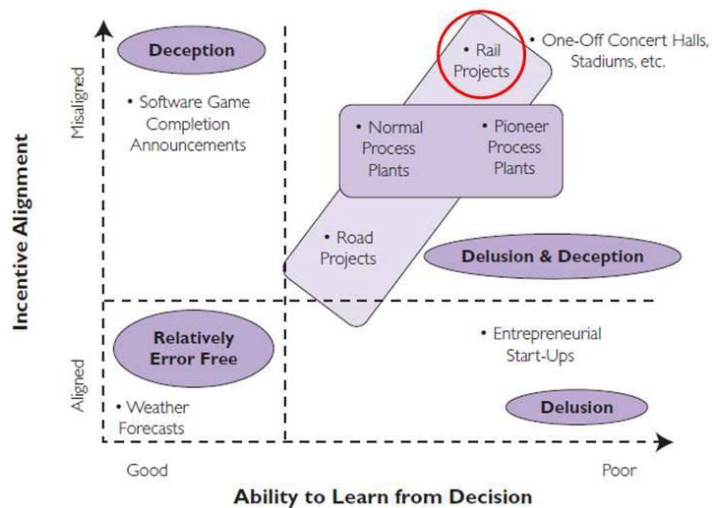 Incentive Alignment
Misaligned
Aligned
Deception
• Software Game
Completion
Announcements
• Rail
Projects
• One-Off Concert Halls,
Stadiums, etc.
• Normal
Process
Plants
• Pioneer
Process
Plants
• Road
Projects
Delusion & Deception
Relatively
Error Free
• Weather
Forecasts
• Entrepreneurial
Start-Ups
Delusion
Good
Poor
Ability to Learn from Decision